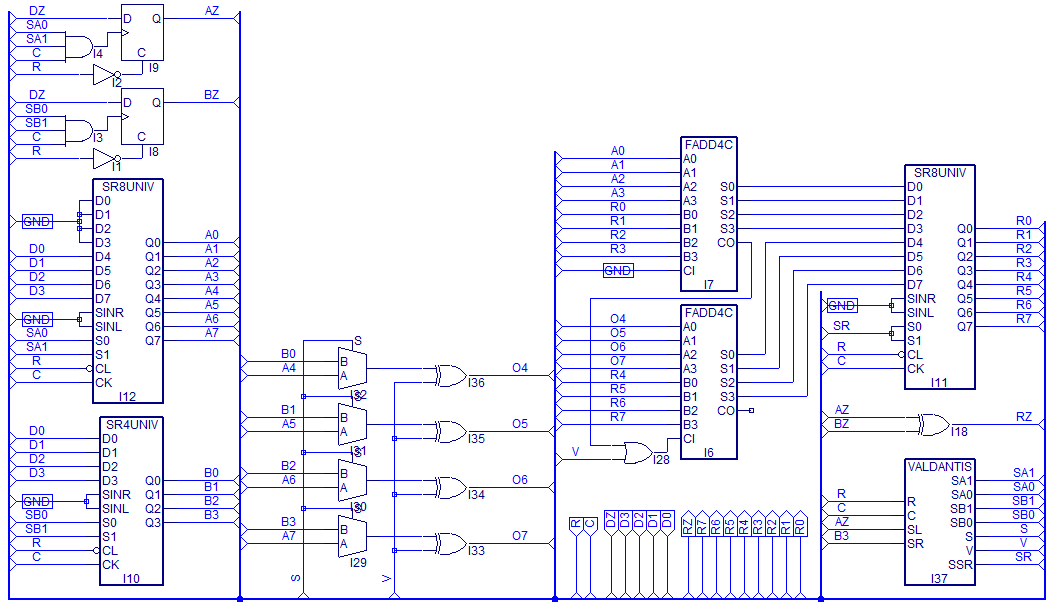 DZ
SA0
SA1
C
R
D Q
C
AZ
I4
I2
I9
DZ
SB0
SB1
C
R
D Q
C
BZ
I3
I1
I8
SR8UNIV
GND
D0
D1
D2
D3
D0 D4
D1 D5
D2 D6
D3 D7
GND
SINR
SINL
SA0 S0
SA1 S1
R CL
C CK
Q0 A0
Q1 A1
Q2 A2
Q3 A3
Q4 A4
Q5 A5
Q6 A6
Q7 A7
I12
SR4UNIV
D0 D0
D1 D1
D2 D2
D3 D3
GND
SINR
SINL
SB0 S0
SB1 S1
R CL
C CK
Q0 B0
Q1 B1
Q2 B2
Q3 B3
I10
B0 B
A4 A
S
I32
I36
O4
B1 B
A5 A
S
I31
I35
O5
B2 B
A6 A
S
I30
I34
O6
B3 B
A7 A
S
I29
I33
O7
S
V
FADD4C
A0 A0
A1 A1
A2 A2
A3 A3
R0 B0
R1 B1
R2 B2
R3 B3
GND CI
S0
S1
S2
S3
CO
I7
FADD4C
O4 A0
O5 A1
O6 A2
O7 A3
R4 B0
R5 B1
R6 B2
R7 B3
CI
S0
S1
S2
S3
CO
I6
V
I28
R
C
DZ
D3
D2
D1
D0
RZ
R7
R6
R5
R4
R3
R2
R1
R0
SR8UNIV
D0
D1
D2
D3
D4
D5
D6
D7
GND
SINR
SINL
SR
S0
S1
R CL
C CK
Q0 R0
Q1 R1
Q2 R2
Q3 R3
Q4 R4
Q5 R5
Q6 R6
Q7 R7
I11
AZ
BZ
I18
RZ
VALDANTIS
R R
C C
AZ SL
B3 SR
SA1 SA1
SA0 SA0
SB1 SB1
SB0 SB0
S S
V V
SSR SR
I37